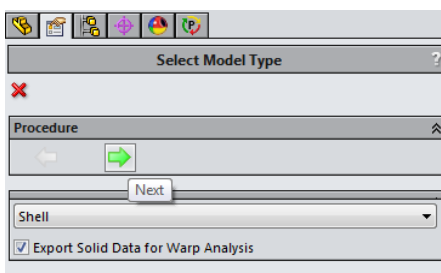 Select Model Type
?
Procedure
Next
Shell
Export Solid Data for Warp Analysis